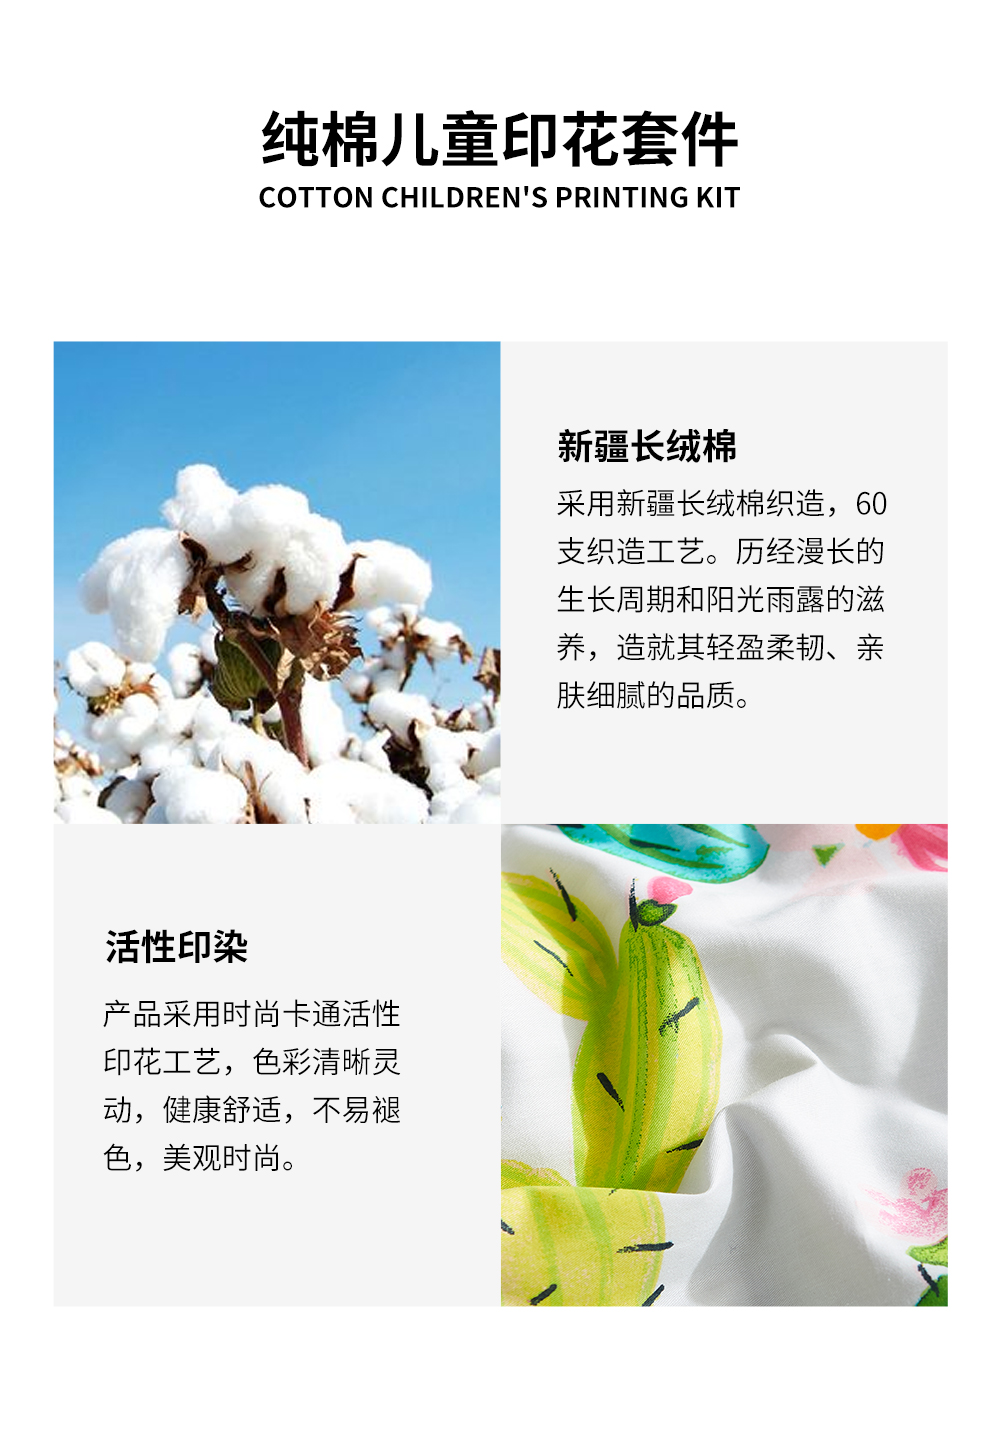 纯棉儿童印花套件
COTTON CHILDREN'S PRINTING KIT
新疆长绒棉
采用新疆长绒棉织造，60
支织造工艺。历经漫长的
生长周期和阳光雨露的滋
养，造就其轻盈柔韧、亲
肤细腻的品质。
活性印染
产品采用时尚卡通活性
印花工艺，色彩清晰灵
动，健康舒适，不易褪
色，美观时尚。